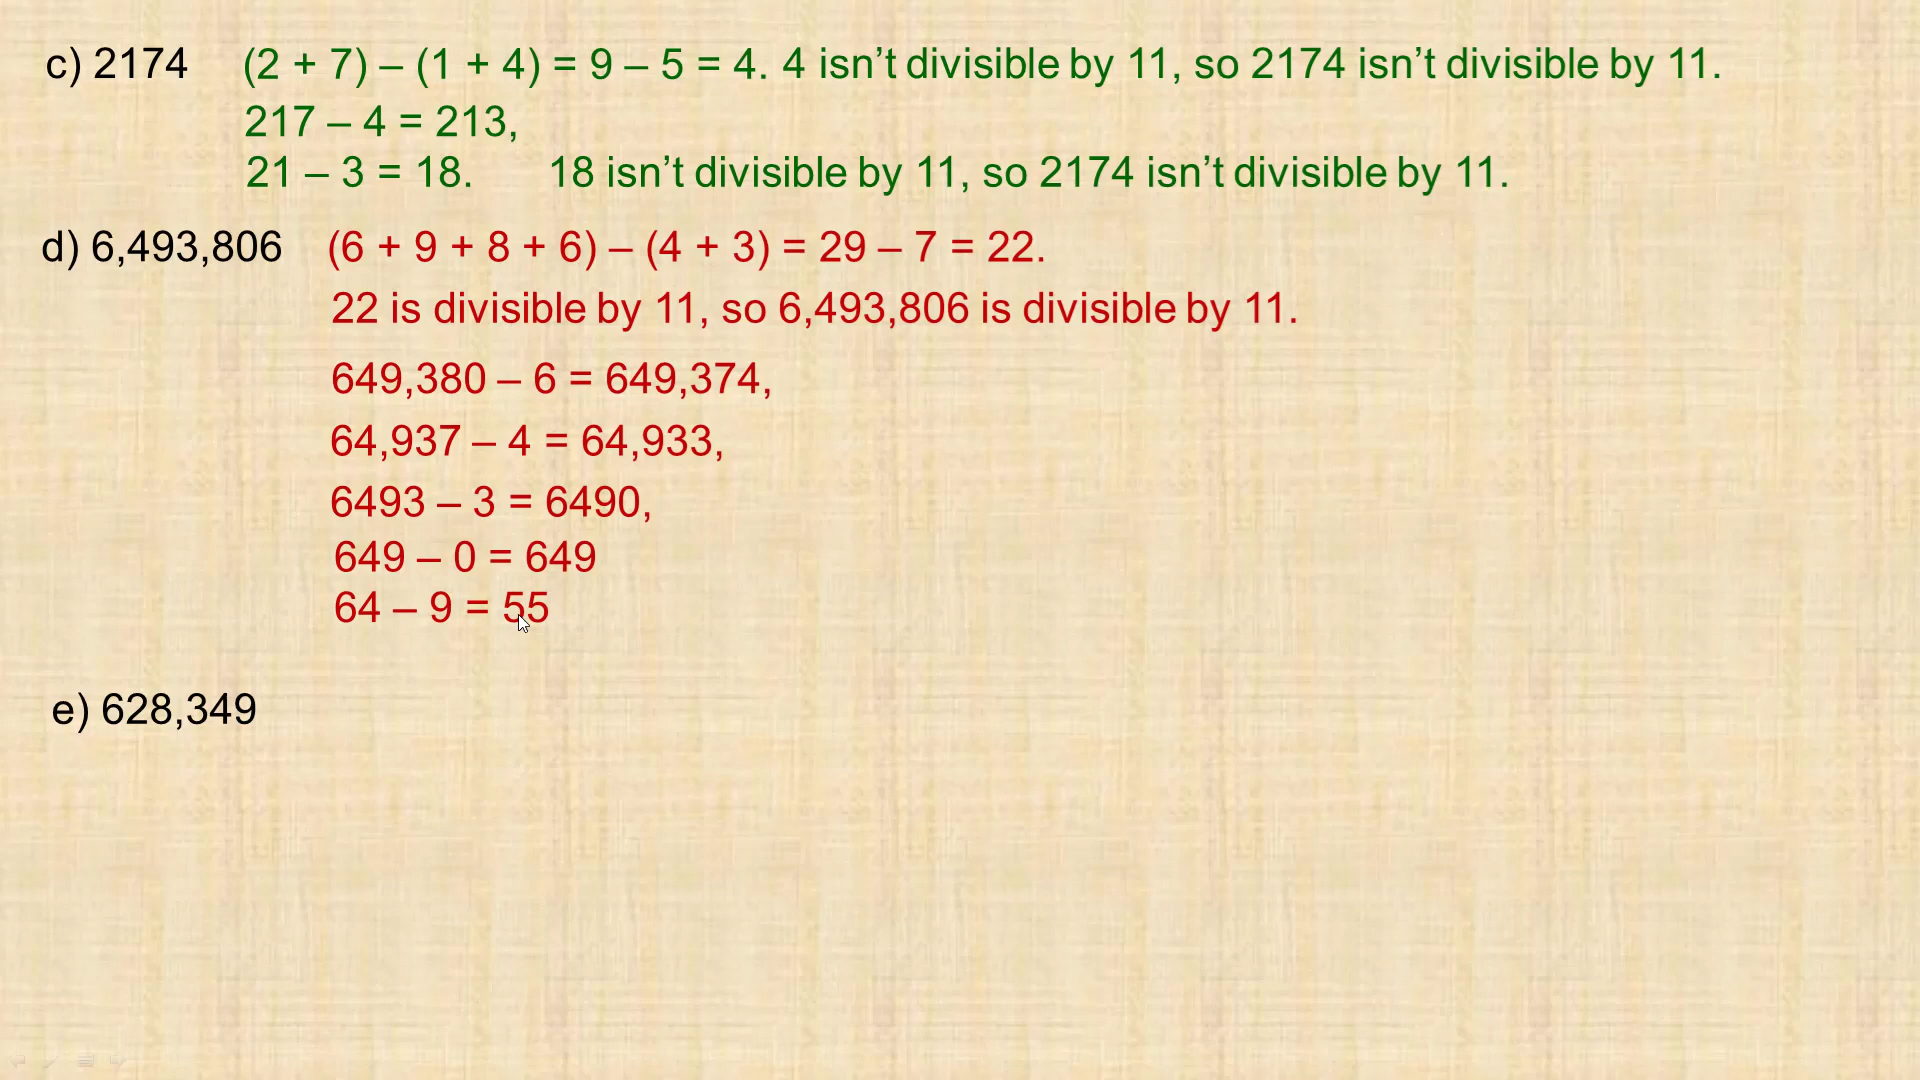 c) 2174 (2 + 7) – (1 + 4) = 9 – 5 = 4. 4 isn’t divisible by 11, so 2174 isn’t divisible by 11.
217 – 4 = 213,
21 – 3 = 18. 18 isn’t divisible by 11, so 2174 isn’t divisible by 11.
d) 6,493,806 (6 + 9 + 8 + 6) – (4 + 3) = 29 – 7 = 22.
22 is divisible by 11, so 6,493,806 is divisible by 11.
649,380 – 6 = 649,374,
64,937 – 4 = 64,933,
6493 – 3 = 6490,
649 – 0 = 649
64 – 9 = 55
e) 628,349